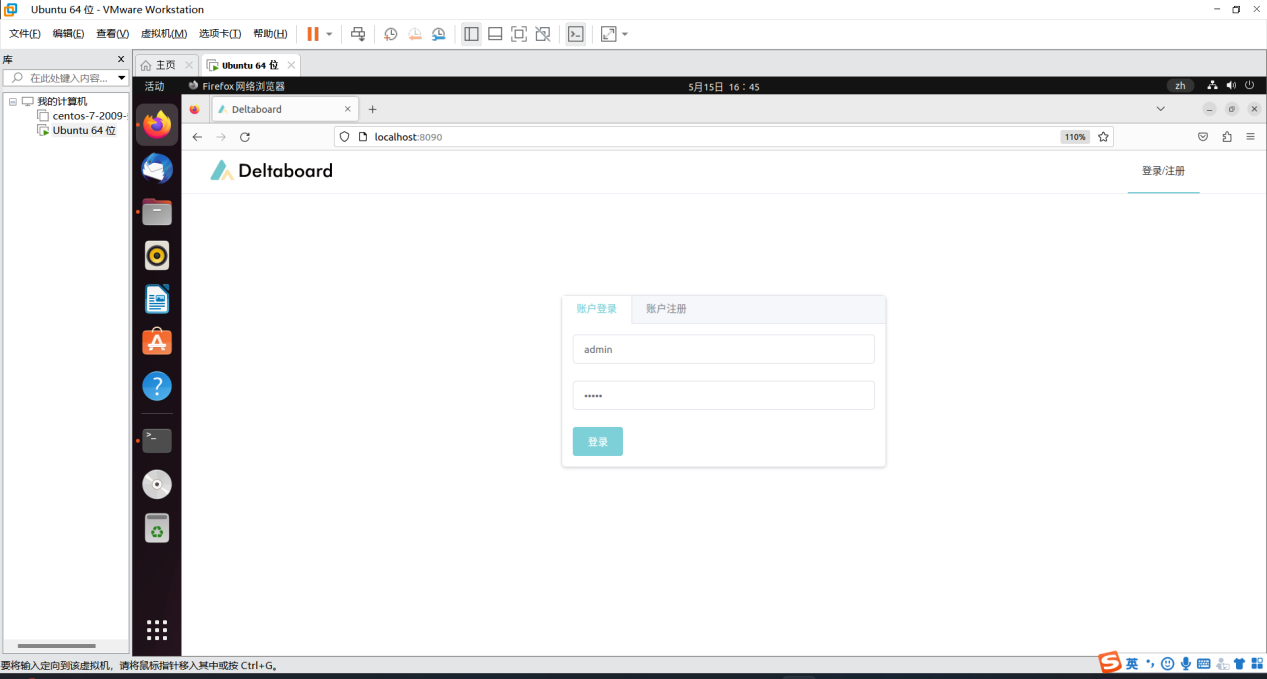 Ubuntu 64 位 - VMware Workstation
文件(F) 编辑(E) 查看(V) 虚拟机(M) 选项卡(T) 帮助(H)
库
在此处键入内容...
我的计算机
centos-7-2009-
Ubuntu 64 位
主页
Ubuntu 64 位
活动 Firefox 网络浏览器 5月15日 16：45 zh
Deltaboard
localhost:8090 110%
Deltaboard 登录/注册
账户登录 账户注册
admin
•••••
登录
要将输入定向到该虚拟机，请将鼠标指针移入其中或按 Ctrl+G。
英